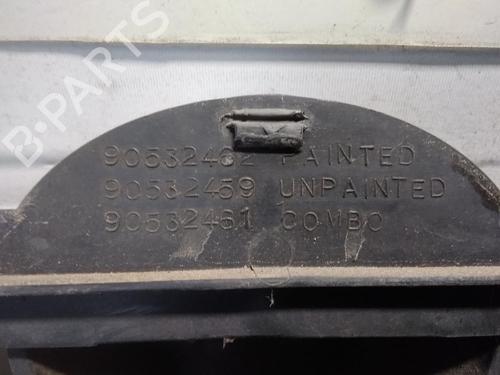 90532462 PAINTED
90532459 UNPAINTED
90532461 COMBO
B-PARTS